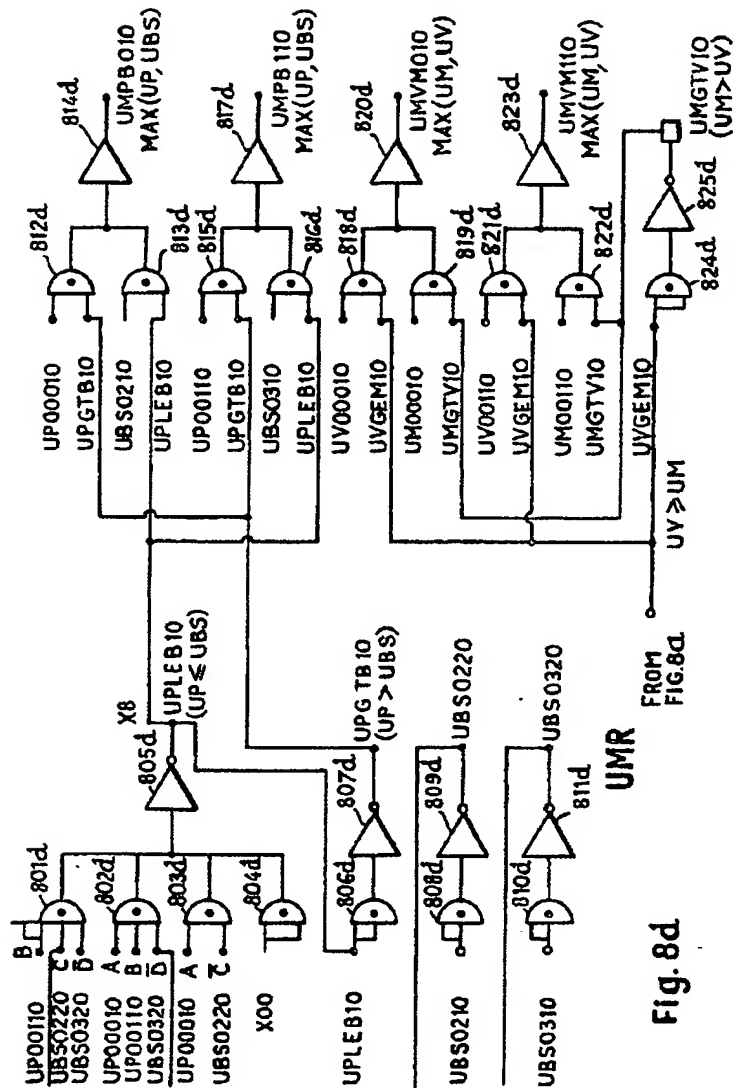 UP00110 B 801d
UBS0220 C̅
UBS0320 D̅
UP00010 A 802d
UP00110 B
UBS0320 D̅
UP00010 A 803d
UBS0220 C̅
X00 804d
805d X8
UPLEB10
(UP ≤ UBS)
UPLEB10 806d 807d
UPGTB10
(UP > UBS)
UBS0210 808d 809d UBS0220
UBS0310 810d 811d UBS0320
UMR
UP00010 812d 814d
UPGTB10
UMPB010
MAX(UP,UBS)
UBS0210 813d
UPLEB10
UP00110 815d 817d
UPGTB10
UMPB110
MAX(UP,UBS)
UBS0310 816d
UPLEB10
UV00010 818d 820d
UVGEM10
UMVM010
MAX(UM,UV)
UM00010 819d
UMGTV10
UV00110 821d 823d
UVGEM10
UMVM110
MAX(UM,UV)
UM00110 822d
UMGTV10
UVGEM10 824d 825d
UMGTV10
(UM>UV)
UV ≥ UM
FROM
FIG.8a
Fig. 8d